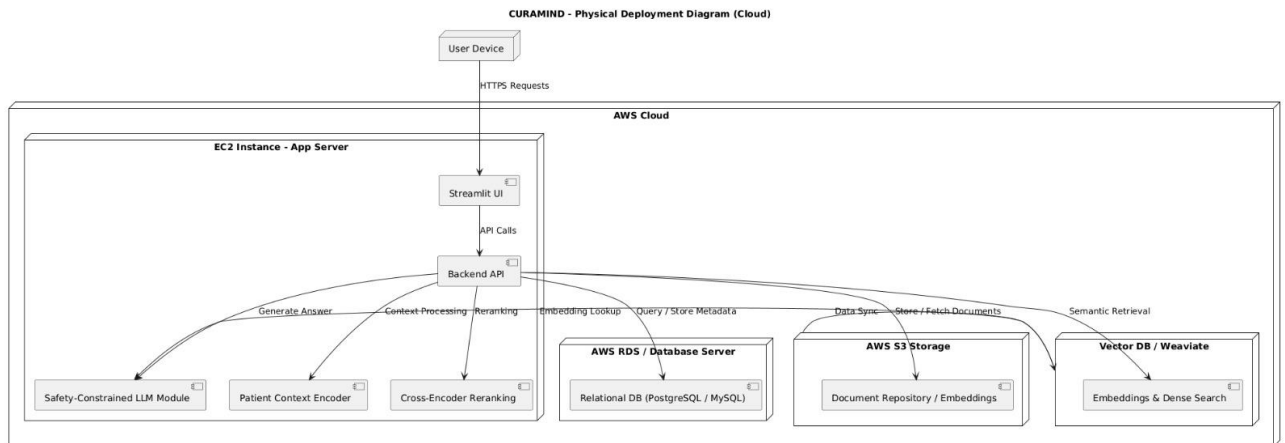 CURAMIND - Physical Deployment Diagram (Cloud)
User Device
HTTPS Requests
AWS Cloud
EC2 Instance - App Server
Streamlit UI
API Calls
Backend API
Generate Answer
Context Processing
Reranking
Embedding Lookup
Query / Store Metadata
Data Sync
Store / Fetch Documents
Semantic Retrieval
AWS RDS / Database Server
AWS S3 Storage
Vector DB / Weaviate
Safety-Constrained LLM Module
Patient Context Encoder
Cross-Encoder Reranking
Relational DB (PostgreSQL / MySQL)
Document Repository / Embeddings
Embeddings & Dense Search